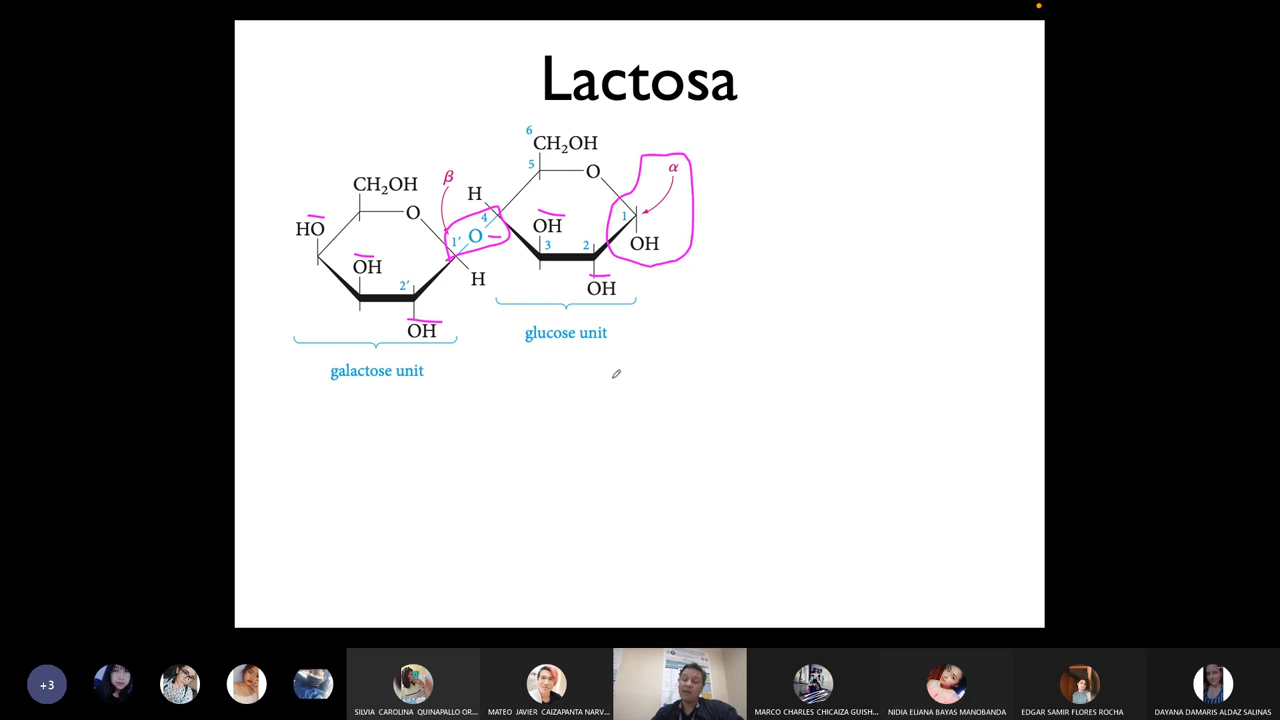 Lactosa
6
CH₂OH
5
O
α
H
β
CH₂OH
4
1
O
OH
HO
1'
O
3
2
OH
OH
H
2'
OH
OH
glucose unit
galactose unit
+3
SILVIA CAROLINA QUINAPALLO OR...
MATEO JAVIER CAIZAPANTA NARV...
MARCO CHARLES CHICAIZA GUISH...
NIDIA ELIANA BAYAS MANOBANDA
EDGAR SAMIR FLORES ROCHA
DAYANA DAMARIS ALDAZ SALINAS